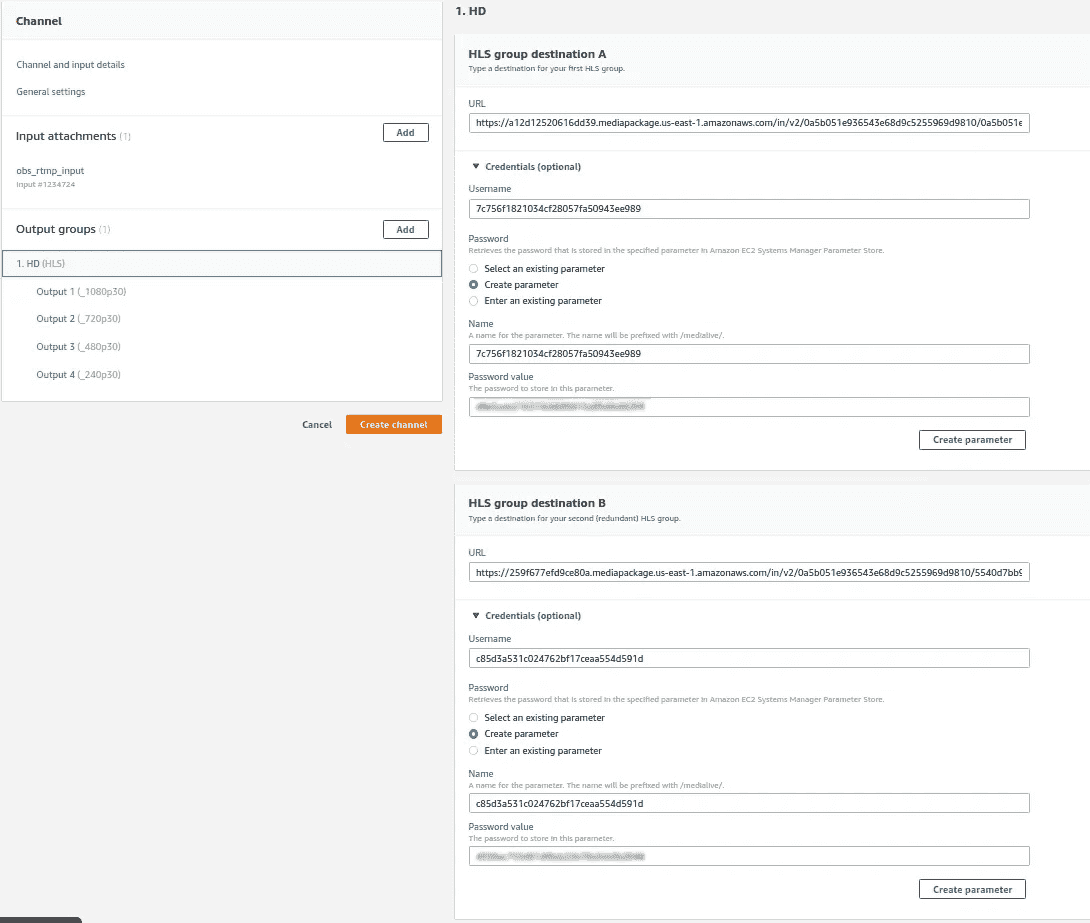 Channel
Channel and input details
General settings
Input attachments (1)
Add
obs_rtmp_input
Input #1234724
Output groups (1)
Add
1. HD (HLS)
Output 1 (_1080p30)
Output 2 (_720p30)
Output 3 (_480p30)
Output 4 (_240p30)
Cancel
Create channel
1. HD
HLS group destination A
Type a destination for your first HLS group.
URL
https://a12d12520616dd39.mediapackage.us-east-1.amazonaws.com/in/v2/0a5b051e936543e68d9c5255969d9810/0a5b051e
▼ Credentials (optional)
Username
7c756f1821034cf28057fa50943ee989
Password
Retrieves the password that is stored in the specified parameter in Amazon EC2 Systems Manager Parameter Store.
Select an existing parameter
Create parameter
Enter an existing parameter
Name
A name for the parameter. The name will be prefixed with /medialive/.
7c756f1821034cf28057fa50943ee989
Password value
The password to store in this parameter.
Create parameter
HLS group destination B
Type a destination for your second (redundant) HLS group.
URL
https://259f677efd9ce80a.mediapackage.us-east-1.amazonaws.com/in/v2/0a5b051e936543e68d9c5255969d9810/5540d7bb9
▼ Credentials (optional)
Username
c85d3a531c024762bf17ceaa554d591d
Password
Retrieves the password that is stored in the specified parameter in Amazon EC2 Systems Manager Parameter Store.
Select an existing parameter
Create parameter
Enter an existing parameter
Name
A name for the parameter. The name will be prefixed with /medialive/.
c85d3a531c024762bf17ceaa554d591d
Password value
The password to store in this parameter.
Create parameter